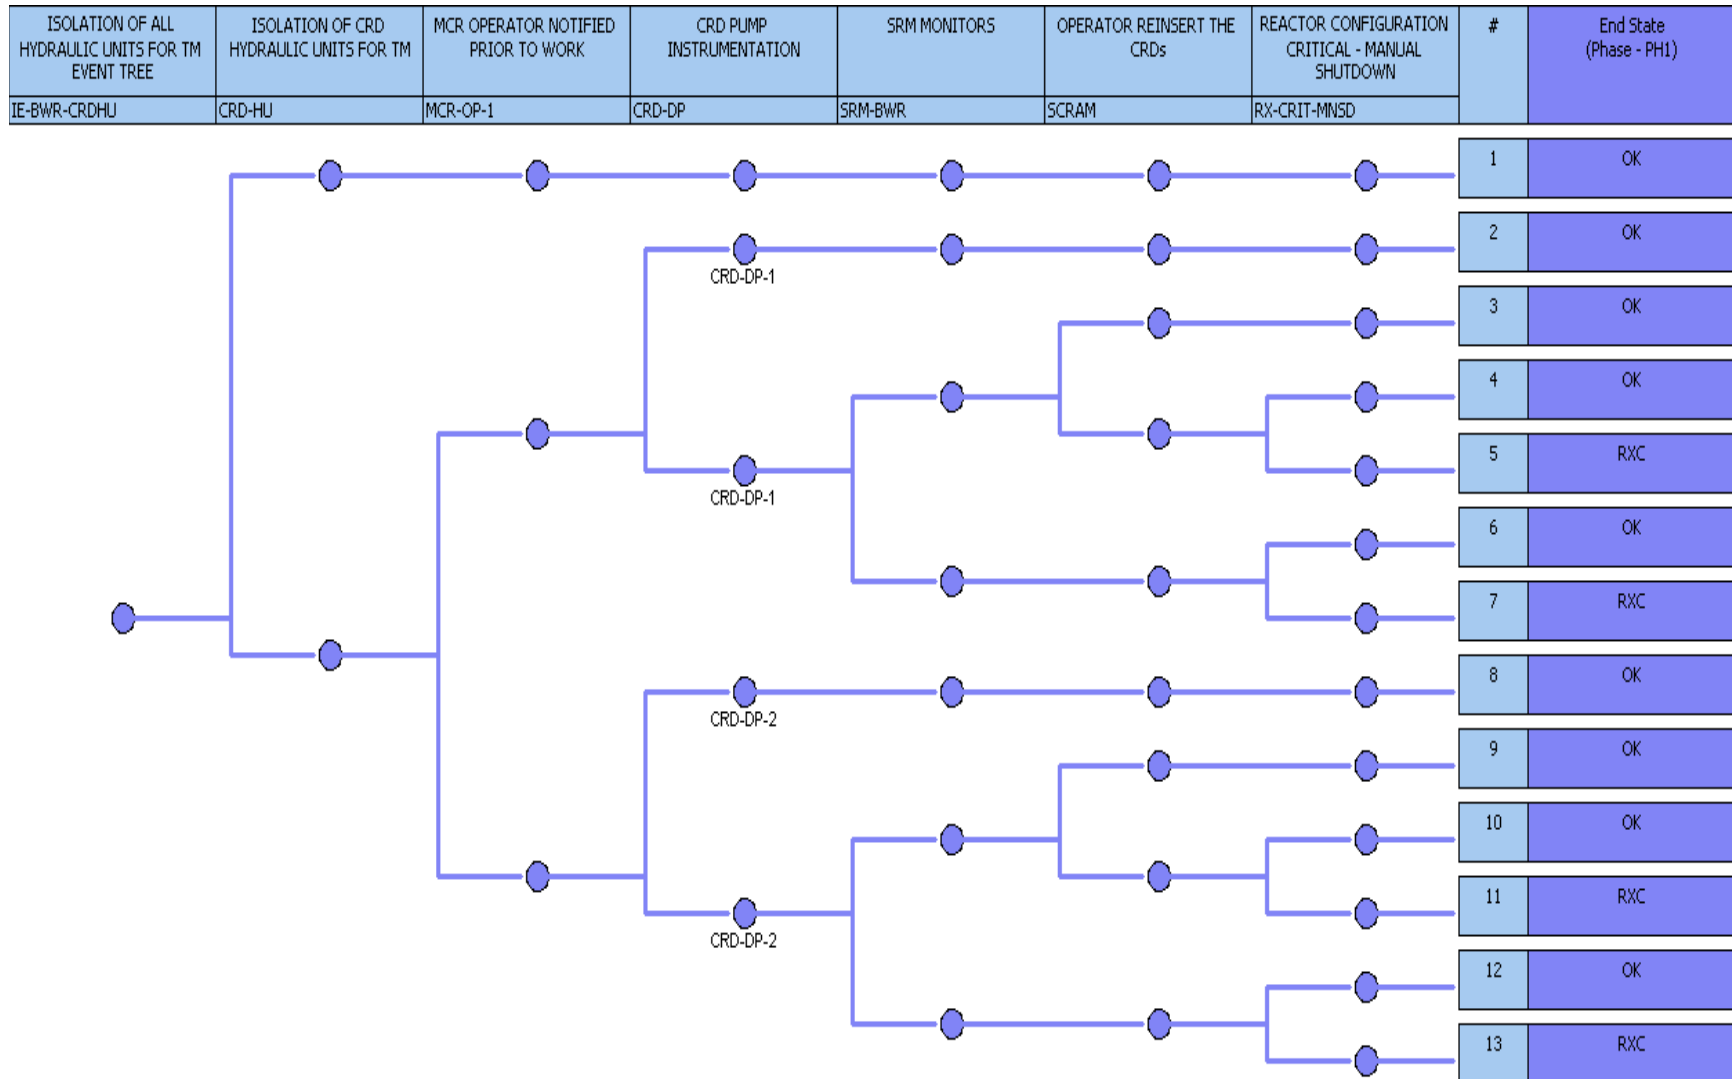 ISOLATION OF ALL
HYDRAULIC UNITS FOR TM
EVENT TREE
ISOLATION OF CRD
HYDRAULIC UNITS FOR TM
MCR OPERATOR NOTIFIED
PRIOR TO WORK
CRD PUMP
INSTRUMENTATION
SRM MONITORS
OPERATOR REINSERT THE
CRDs
REACTOR CONFIGURATION
CRITICAL - MANUAL
SHUTDOWN
#
End State
(Phase - PH1)
IE-BWR-CRDHU
CRD-HU
MCR-OP-1
CRD-DP
SRM-BWR
SCRAM
RX-CRIT-MNSD
1
OK
2
OK
CRD-DP-1
3
OK
4
OK
5
RXC
CRD-DP-1
6
OK
7
RXC
8
OK
CRD-DP-2
9
OK
10
OK
11
RXC
CRD-DP-2
12
OK
13
RXC